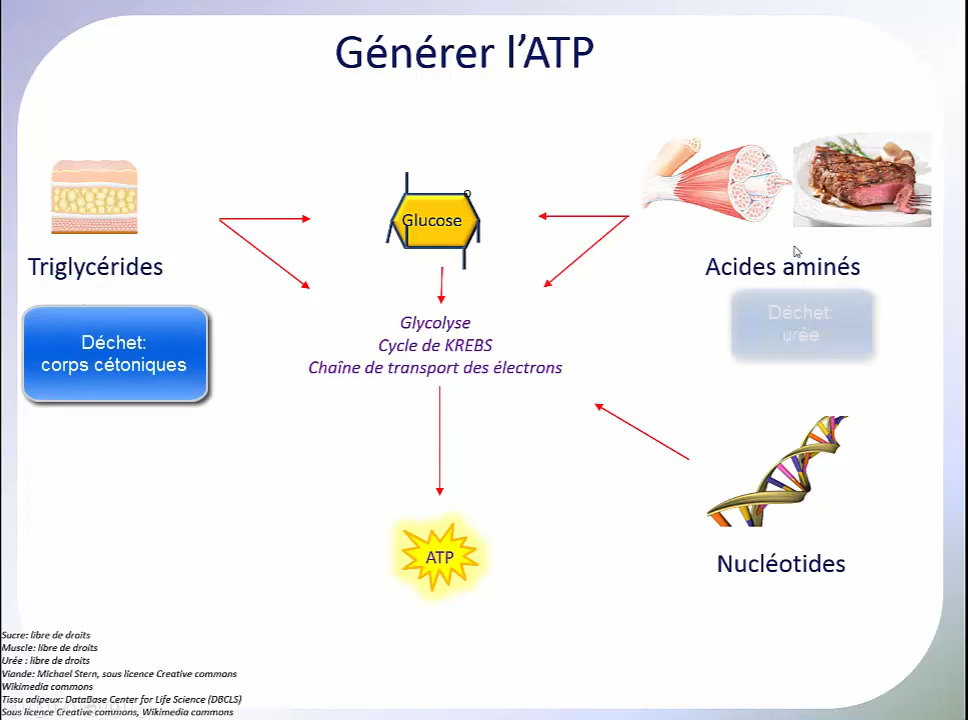 Générer l'ATP
Glucose
Triglycérides
Acides aminés
Déchet:
corps cétoniques
Déchet:
urée
Glycolyse
Cycle de KREBS
Chaîne de transport des électrons
ATP
Nucléotides
Sucre: libre de droits
Muscle: libre de droits
Urée : libre de droits
Viande: Michael Stern, sous licence Creative commons
Wikimedia commons
Tissu adipeux: DataBase Center for Life Science (DBCLS)
Sous licence Creative commons, Wikimedia commons